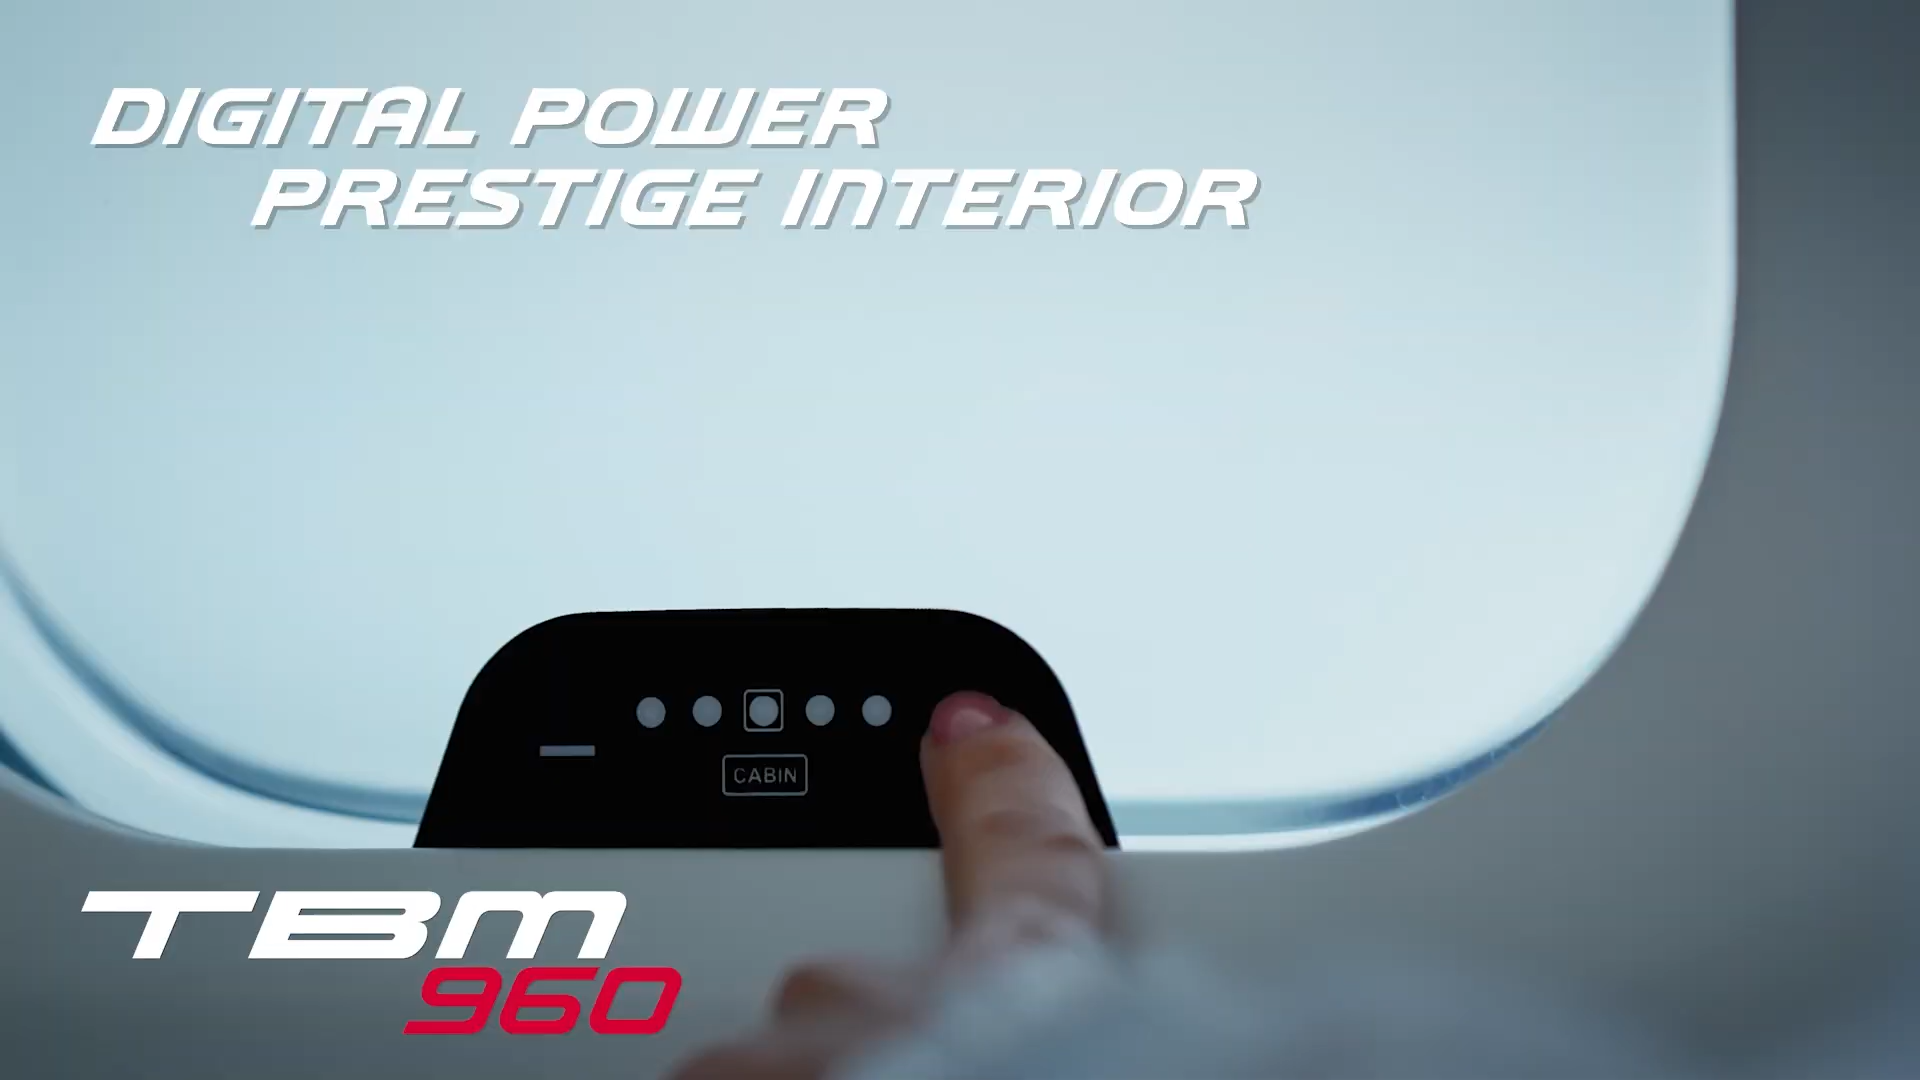 DIGITAL POWER
PRESTIGE INTERIOR
CABIN
TBM
960